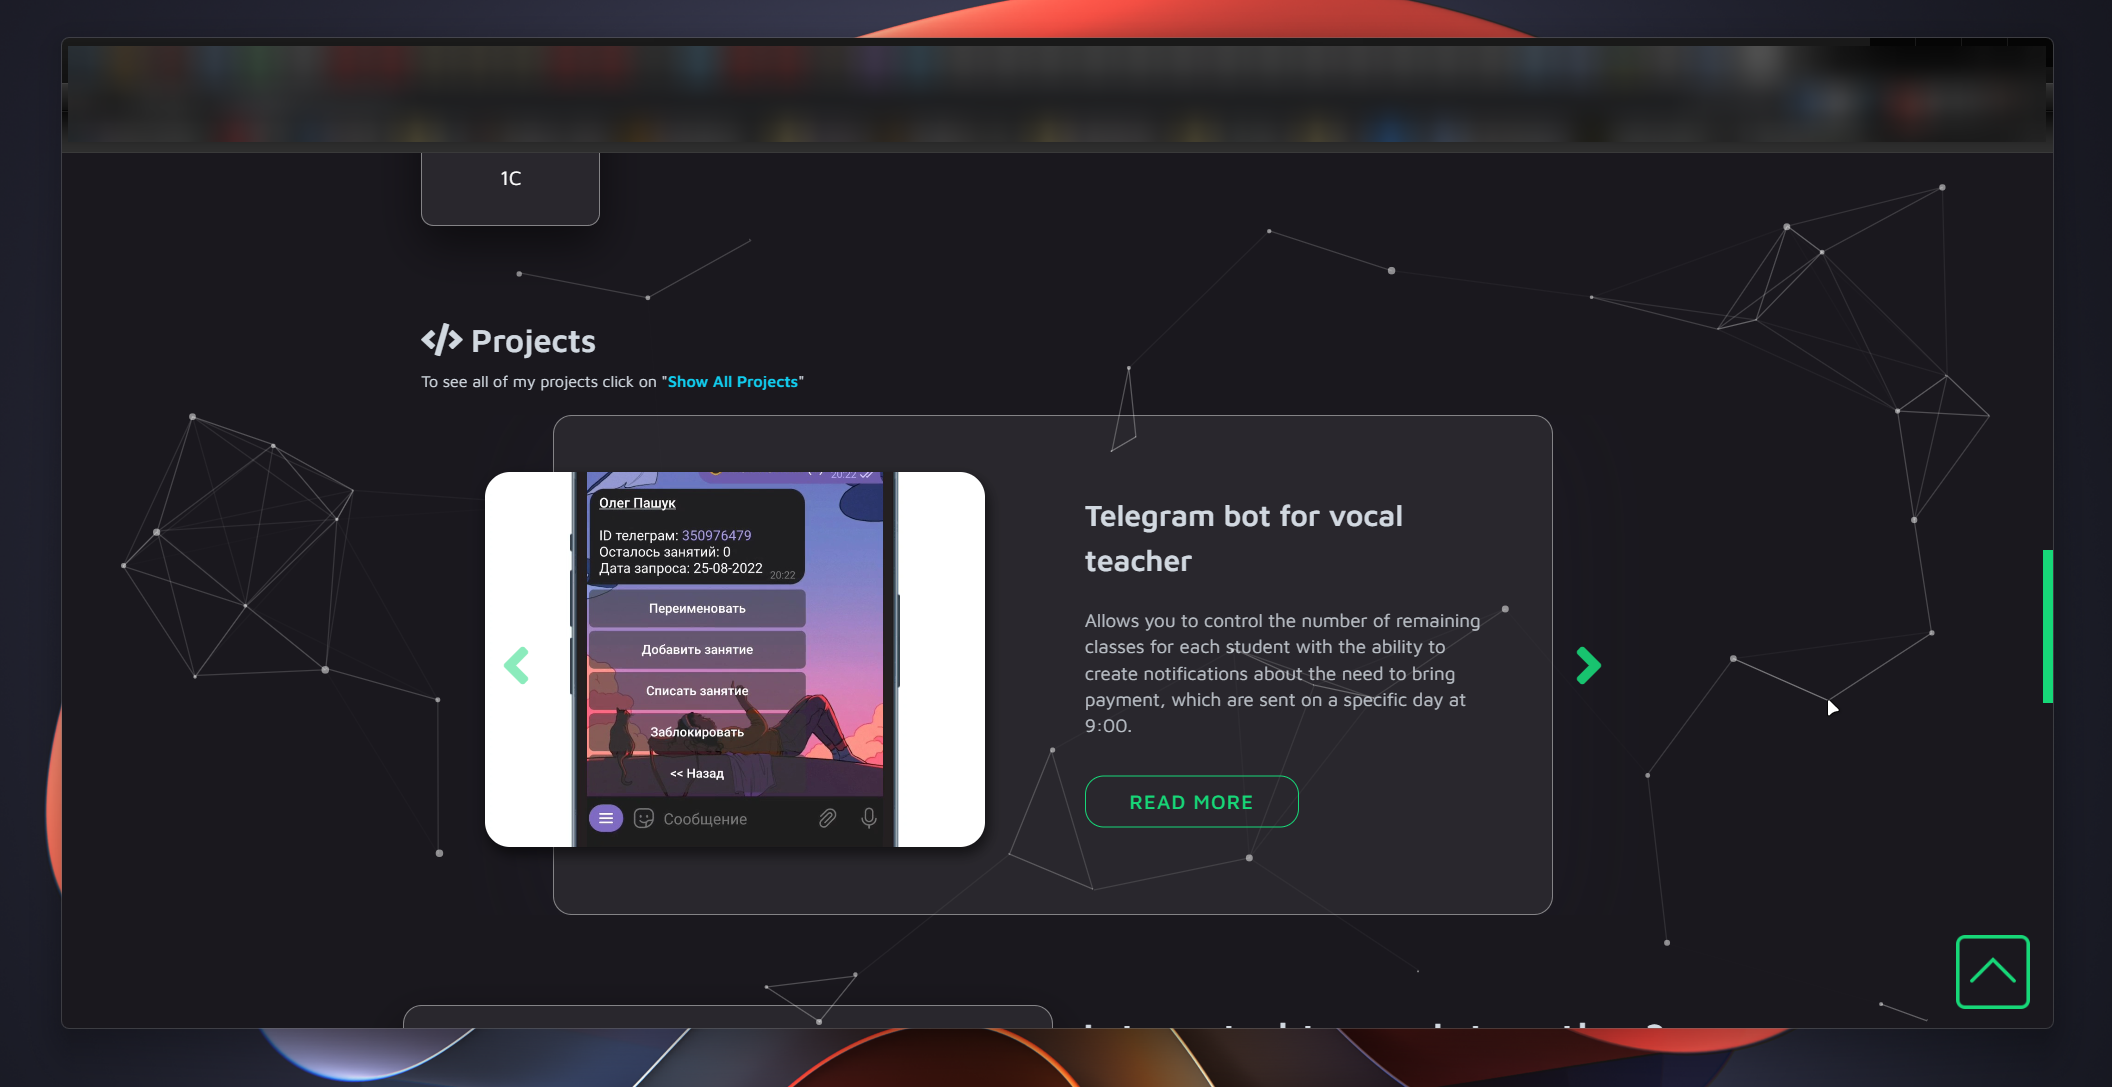 1C
Projects
To see all of my projects click on "Show All Projects"
20:22
Олег Пащук
ID телеграм: 350976479
Осталось занятий: 0
Дата запроса: 25-08-2022 20:22
Переименовать
Добавить занятие
Списать занятие
Заблокировать
<< Назад
Сообщение
Telegram bot for vocal
teacher
Allows you to control the number of remaining
classes for each student with the ability to
create notifications about the need to bring
payment, which are sent on a specific day at
9:00.
READ MORE